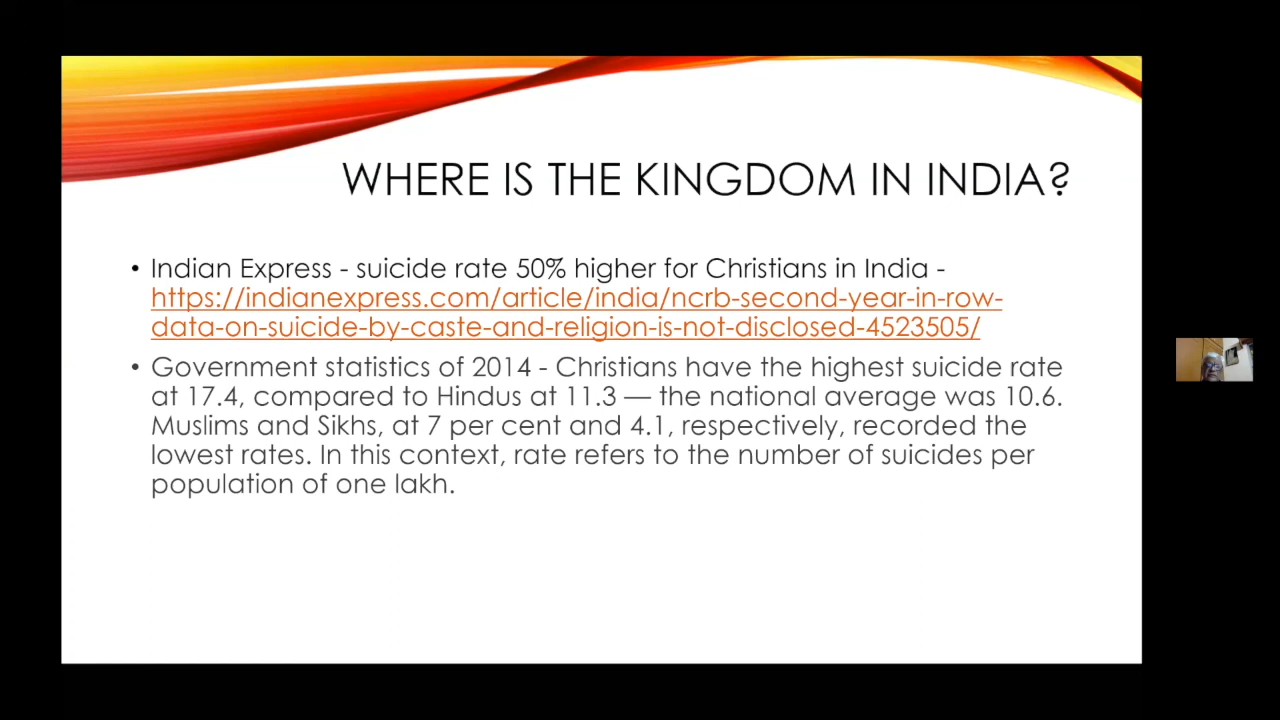 WHERE IS THE KINGDOM IN INDIA?
• Indian Express - suicide rate 50% higher for Christians in India -
https://indianexpress.com/article/india/ncrb-second-year-in-row-
data-on-suicide-by-caste-and-religion-is-not-disclosed-4523505/
• Government statistics of 2014 - Christians have the highest suicide rate
at 17.4, compared to Hindus at 11.3 — the national average was 10.6.
Muslims and Sikhs, at 7 per cent and 4.1, respectively, recorded the
lowest rates. In this context, rate refers to the number of suicides per
population of one lakh.